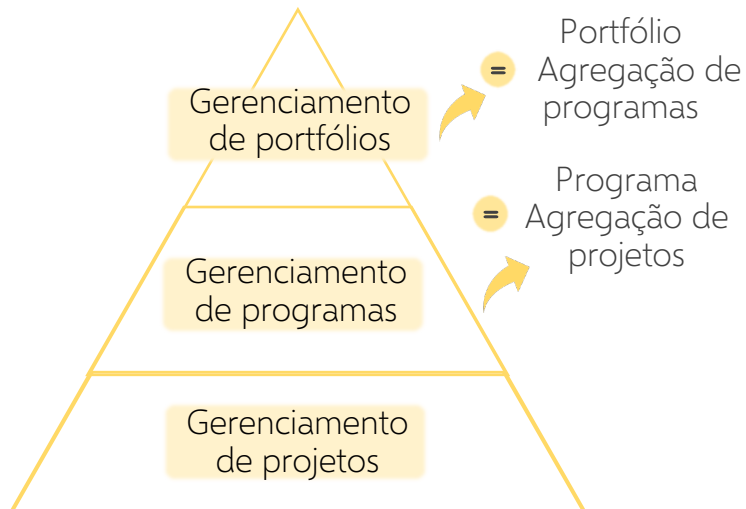 Portfólio
= Agregação de
programas
Gerenciamento
de portfólios
Programa
= Agregação de
projetos
Gerenciamento
de programas
Gerenciamento
de projetos